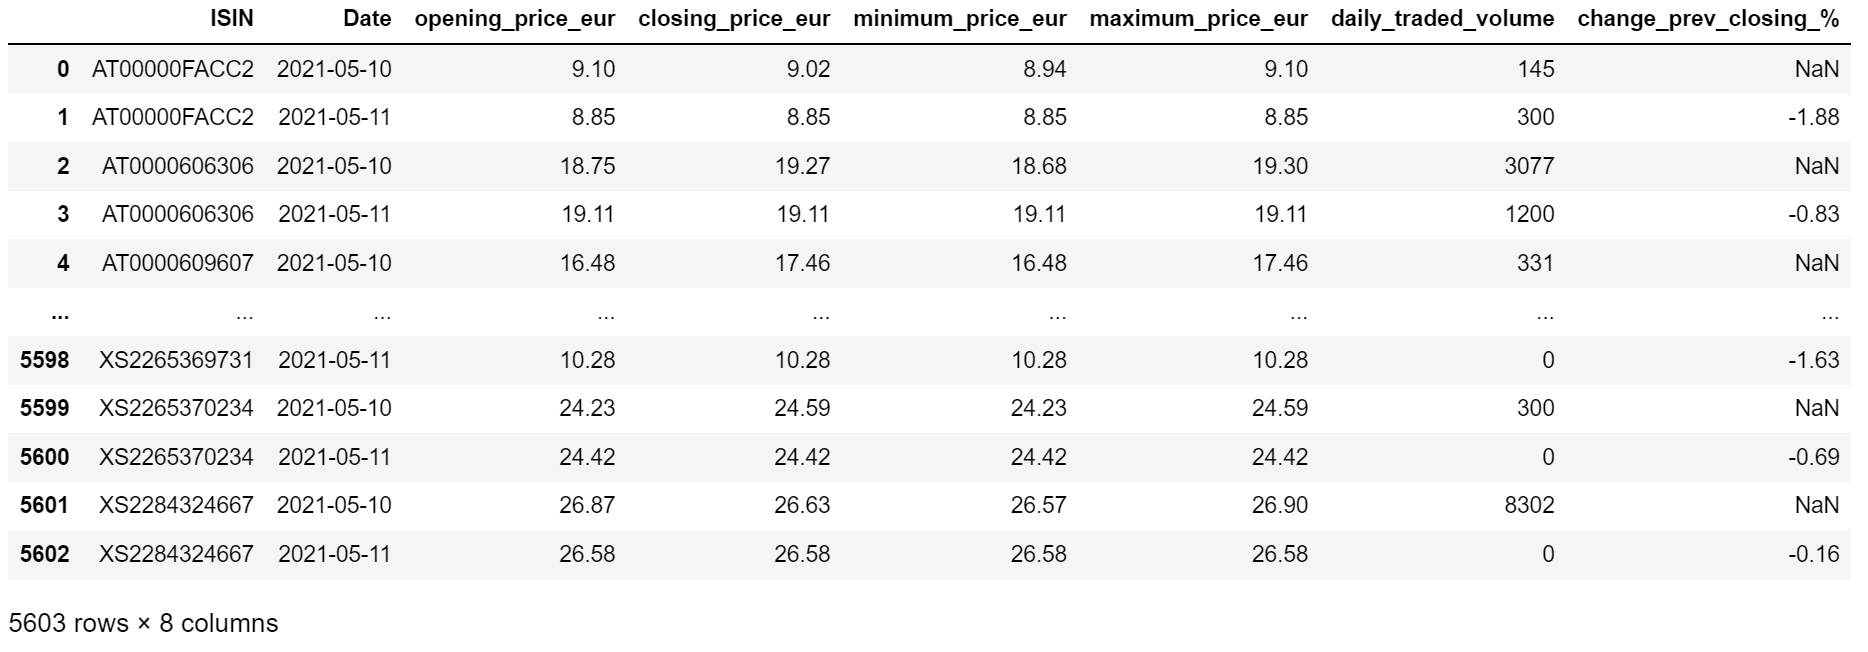 ISIN Date opening_price_eur closing_price_eur minimum_price_eur maximum_price_eur daily_traded_volume change_prev_closing_%
0 AT00000FACC2 2021-05-10 9.10 9.02 8.94 9.10 145 NaN
1 AT00000FACC2 2021-05-11 8.85 8.85 8.85 8.85 300 -1.88
2 AT0000606306 2021-05-10 18.75 19.27 18.68 19.30 3077 NaN
3 AT0000606306 2021-05-11 19.11 19.11 19.11 19.11 1200 -0.83
4 AT0000609607 2021-05-10 16.48 17.46 16.48 17.46 331 NaN
... ... ... ... ... ... ... ... ...
5598 XS2265369731 2021-05-11 10.28 10.28 10.28 10.28 0 -1.63
5599 XS2265370234 2021-05-10 24.23 24.59 24.23 24.59 300 NaN
5600 XS2265370234 2021-05-11 24.42 24.42 24.42 24.42 0 -0.69
5601 XS2284324667 2021-05-10 26.87 26.63 26.57 26.90 8302 NaN
5602 XS2284324667 2021-05-11 26.58 26.58 26.58 26.58 0 -0.16
5603 rows × 8 columns